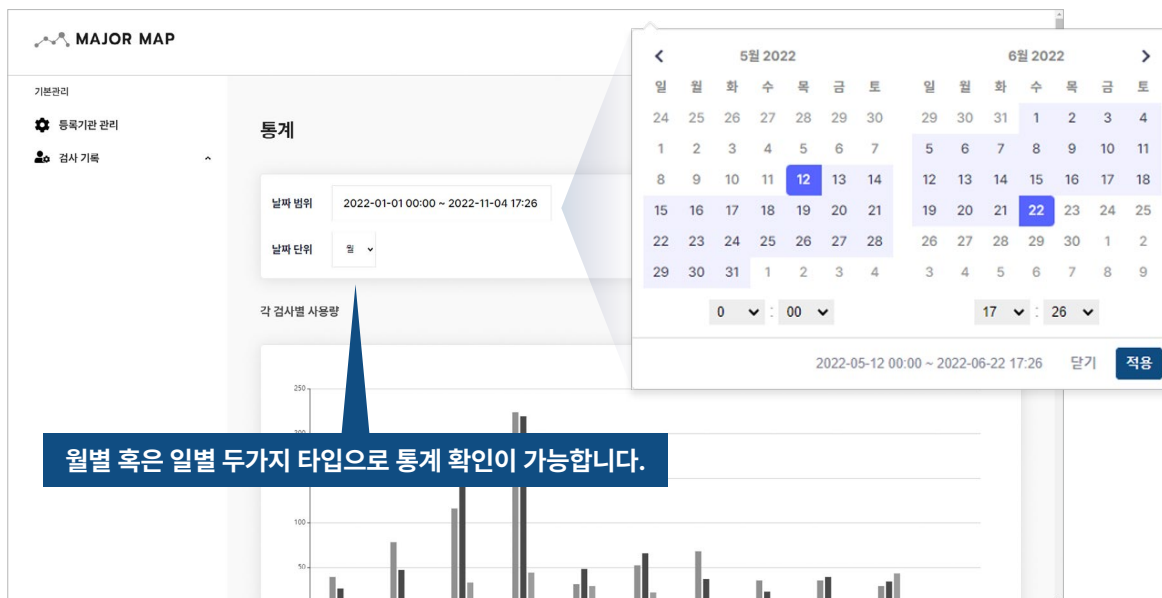 MAJOR MAP
기본관리
등록기관 관리
검사 기록
통계
날짜 범위 2022-01-01 00:00 ~ 2022-11-04 17:26
날짜 단위 월
각 검사별 사용량
250
200
100
50
월별 혹은 일별 두가지 타입으로 통계 확인이 가능합니다.
5월 2022
일 월 화 수 목 금 토
24 25 26 27 28 29 30
1 2 3 4 5 6 7
8 9 10 11 12 13 14
15 16 17 18 19 20 21
22 23 24 25 26 27 28
29 30 31 1 2 3 4
0 : 00
6월 2022
일 월 화 수 목 금 토
29 30 31 1 2 3 4
5 6 7 8 9 10 11
12 13 14 15 16 17 18
19 20 21 22 23 24 25
26 27 28 29 30 1 2
3 4 5 6 7 8 9
17 : 26
2022-05-12 00:00 ~ 2022-06-22 17:26 닫기 적용